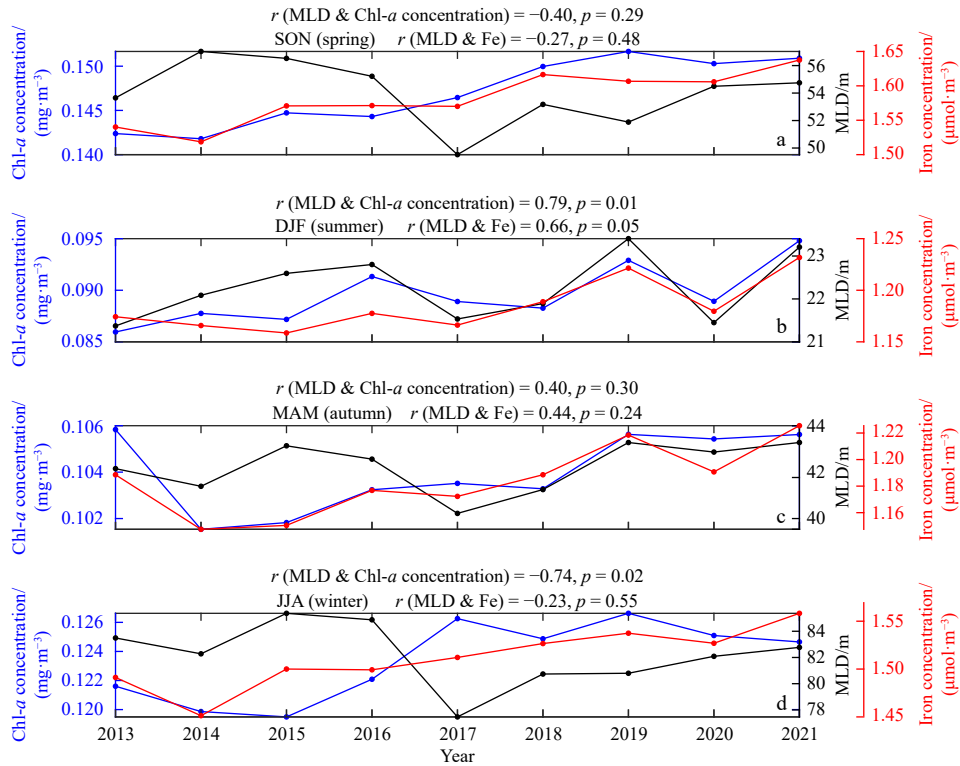 r (MLD & Chl-a concentration) = −0.40, p = 0.29
SON (spring) r (MLD & Fe) = −0.27, p = 0.48
Chl-a concentration/
(mg·m⁻³)
0.150
0.145
0.140
56
54
52
50
MLD/m
1.65
1.60
1.55
1.50
Iron concentration/
(μmol·m⁻³)
a
r (MLD & Chl-a concentration) = 0.79, p = 0.01
DJF (summer) r (MLD & Fe) = 0.66, p = 0.05
Chl-a concentration/
(mg·m⁻³)
0.095
0.090
0.085
23
22
21
MLD/m
1.25
1.20
1.15
Iron concentration/
(μmol·m⁻³)
b
r (MLD & Chl-a concentration) = 0.40, p = 0.30
MAM (autumn) r (MLD & Fe) = 0.44, p = 0.24
Chl-a concentration/
(mg·m⁻³)
0.106
0.104
0.102
44
42
40
MLD/m
1.22
1.20
1.18
1.16
Iron concentration/
(μmol·m⁻³)
c
r (MLD & Chl-a concentration) = −0.74, p = 0.02
JJA (winter) r (MLD & Fe) = −0.23, p = 0.55
Chl-a concentration/
(mg·m⁻³)
0.126
0.124
0.122
0.120
84
82
80
78
MLD/m
1.55
1.50
1.45
Iron concentration/
(μmol·m⁻³)
d
2013 2014 2015 2016 2017 2018 2019 2020 2021
Year